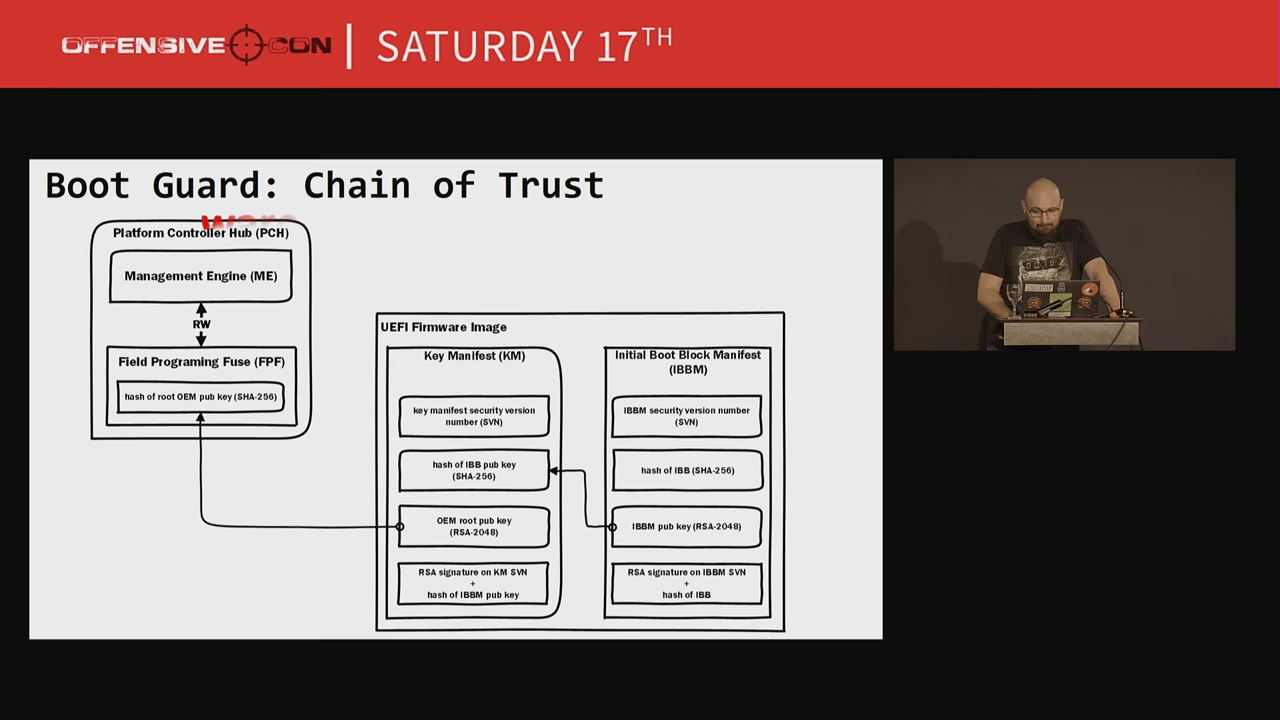 OFFENSIVE CON | SATURDAY 17TH
Boot Guard: Chain of Trust
Platform Controller Hub (PCH)
Management Engine (ME)
RW
Field Programing Fuse (FPF)
hash of root OEM pub key (SHA-256)
UEFI Firmware Image
Key Manifest (KM)
key manifest security version
number (SVN)
hash of IBB pub key
(SHA-256)
OEM root pub key
(RSA-2048)
RSA signature on KM SVN
+
hash of IBBM pub key
Initial Boot Block Manifest
(IBBM)
IBBM security version number
(SVN)
hash of IBB (SHA-256)
IBBM pub key (RSA-2048)
RSA signature on IBBM SVN
+
hash of IBB